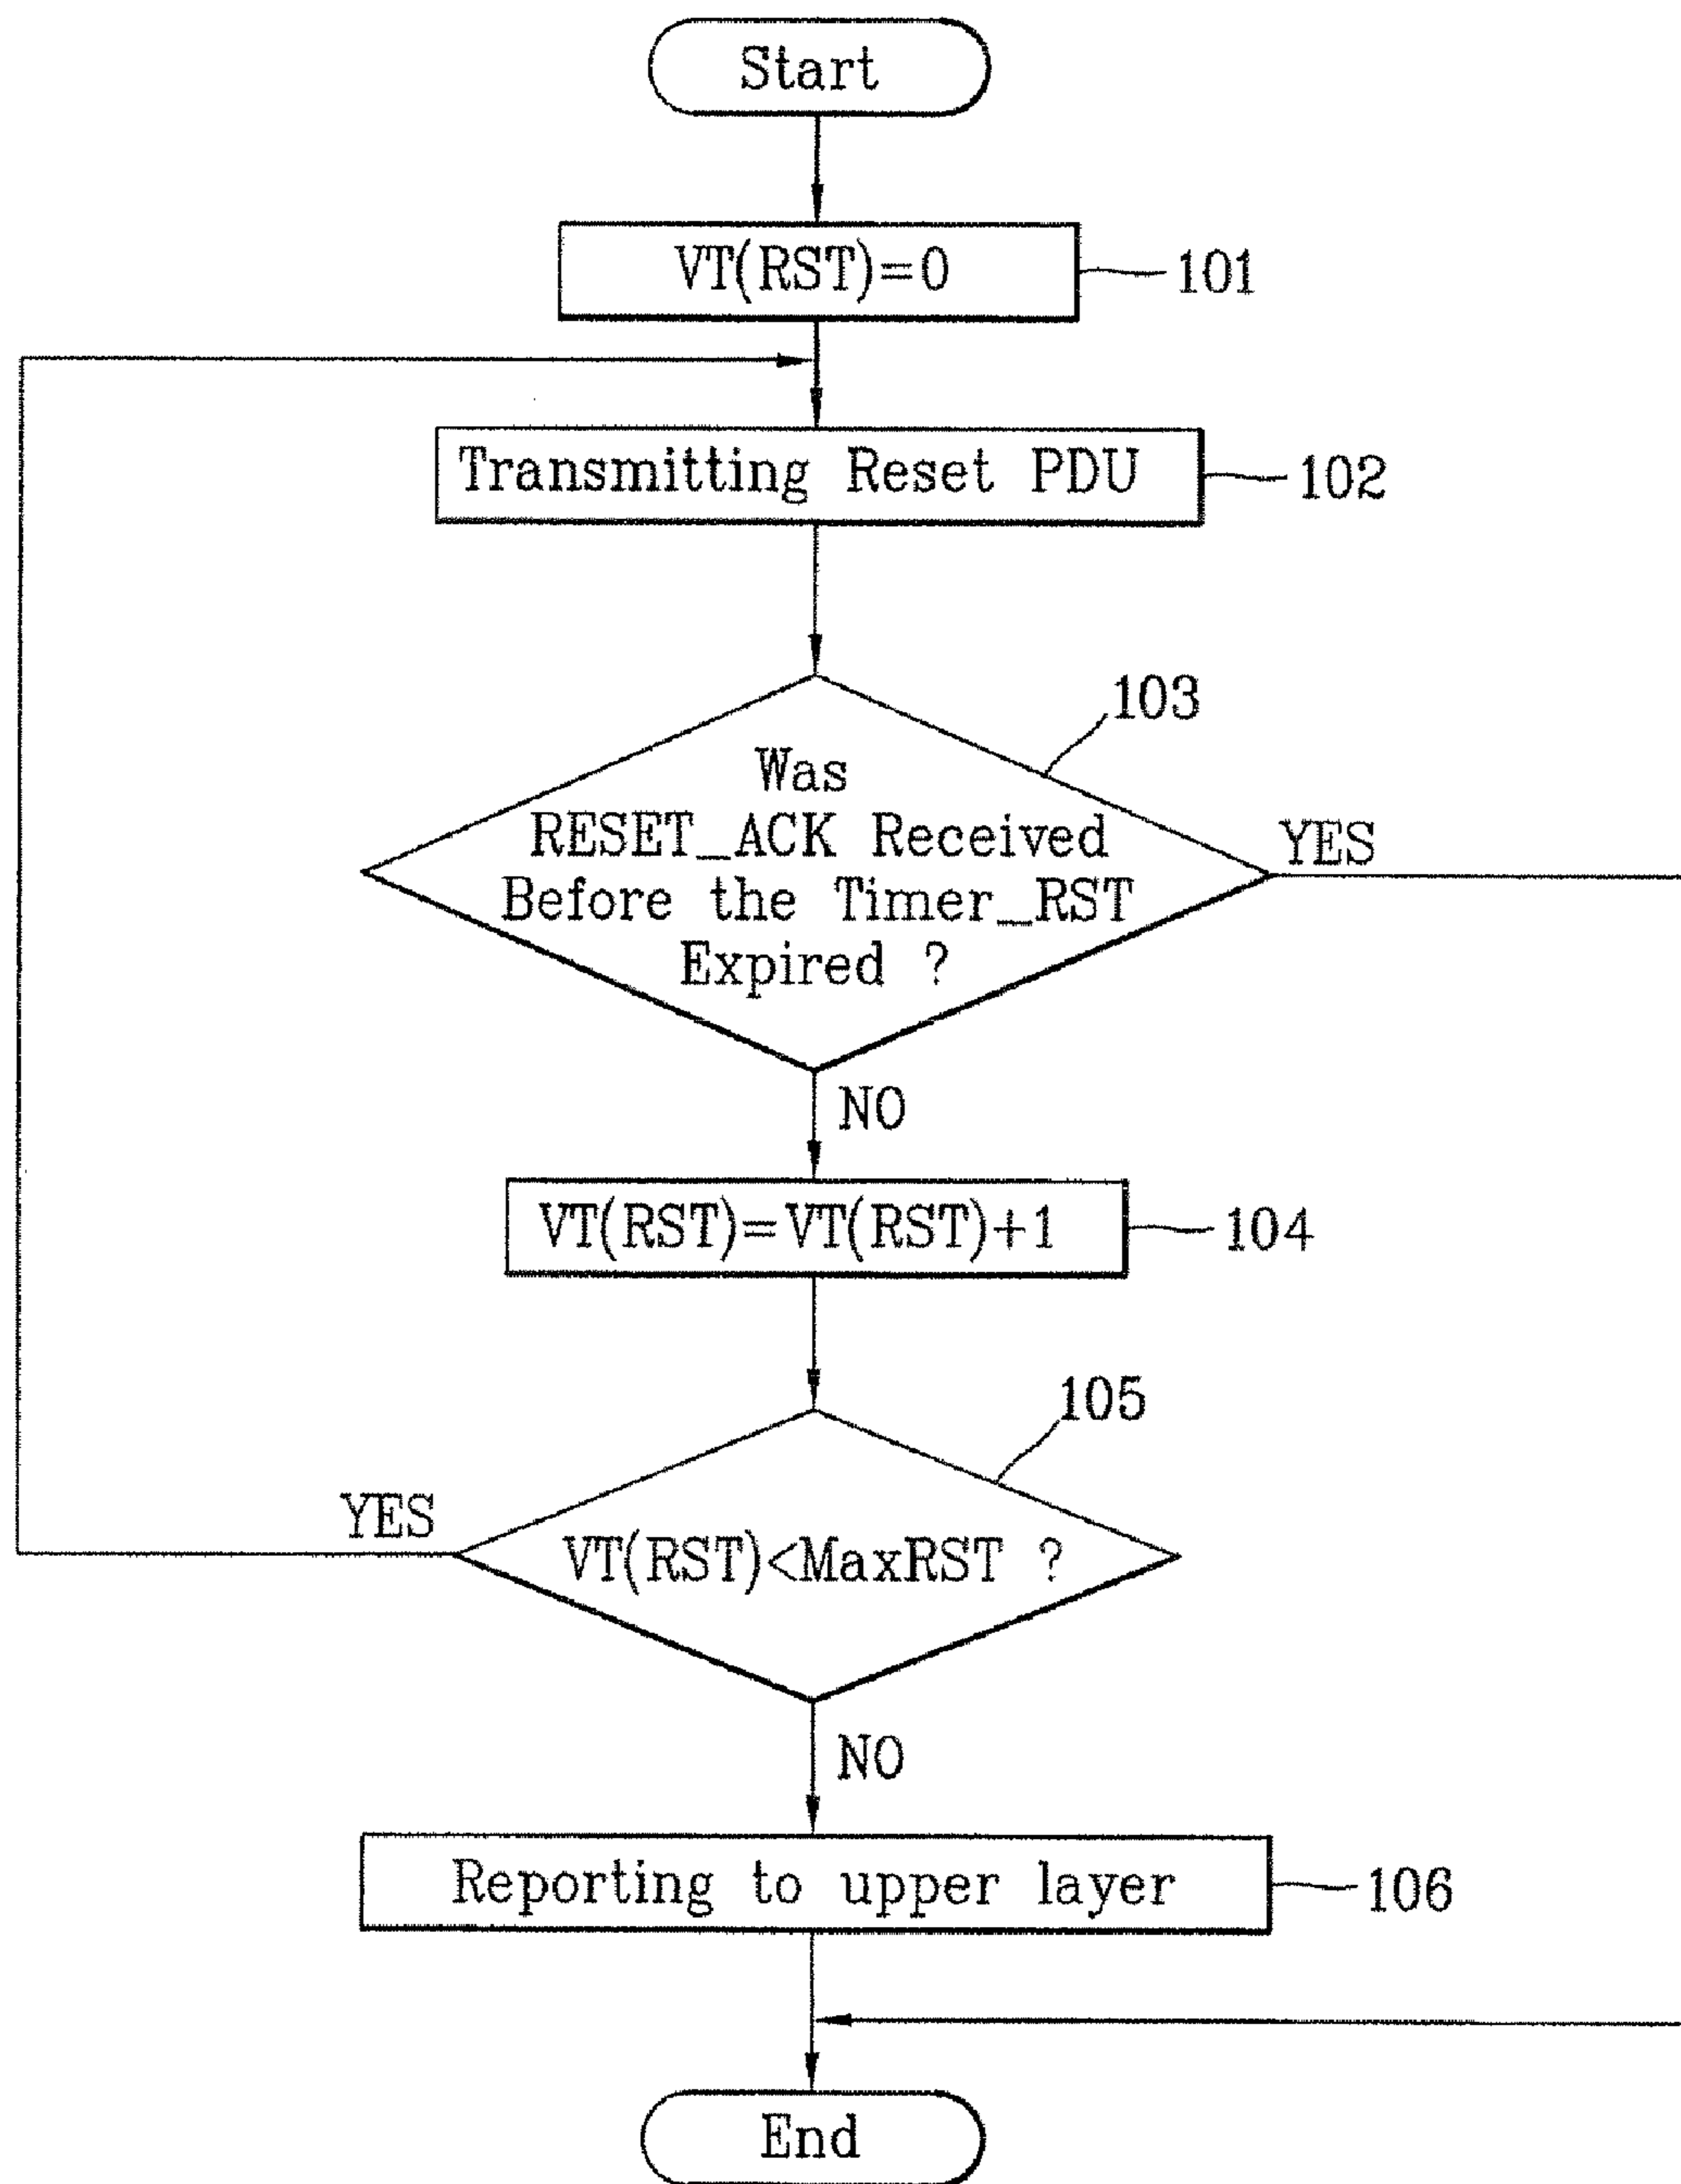 Start
VT(RST)=0
101
Transmitting Reset PDU
102
103
Was
RESET_ACK Received
Before the Timer_RST
Expired ?
YES
NO
VT(RST)=VT(RST)+1
104
105
YES
VT(RST)<MaxRST ?
NO
Reporting to upper layer
106
End